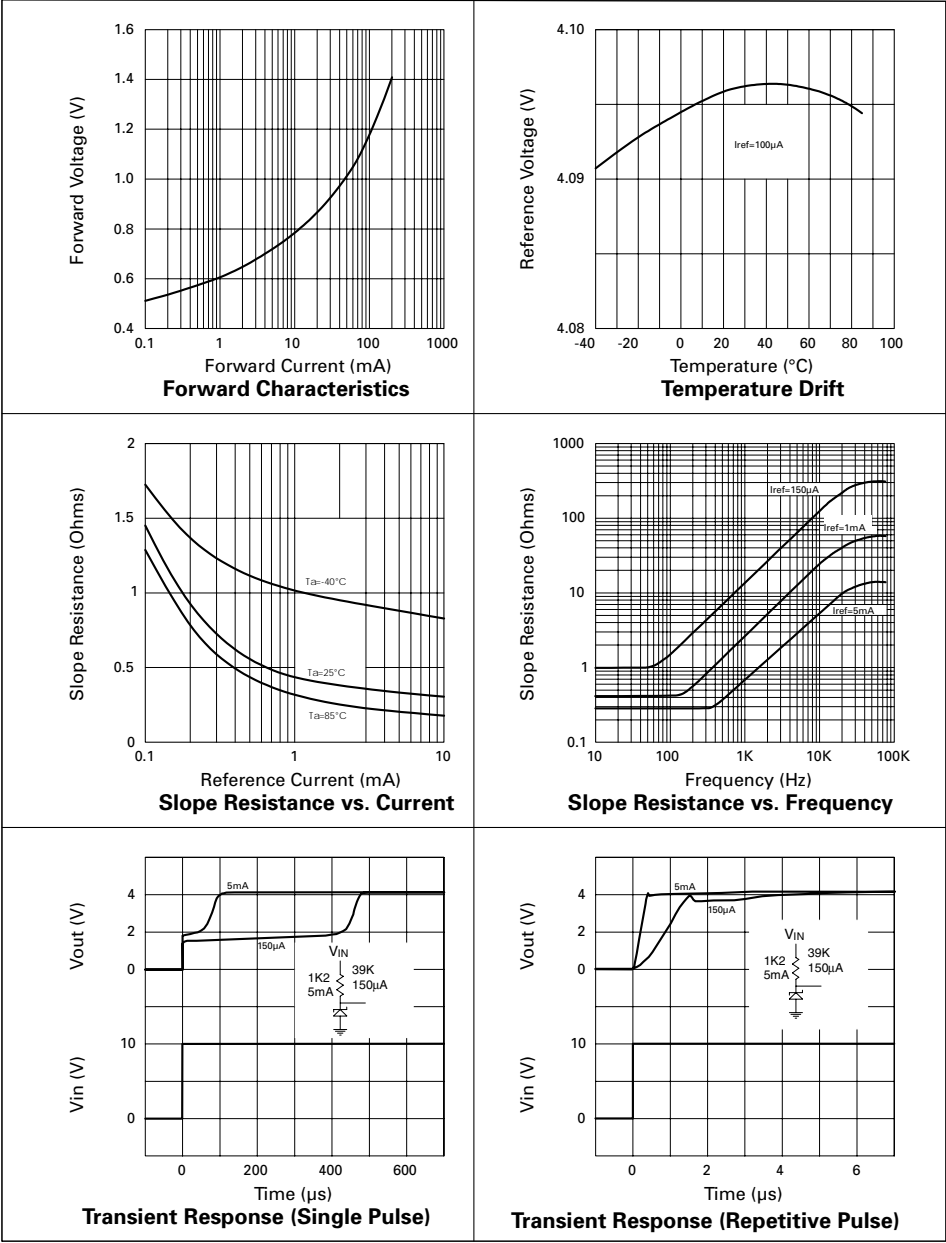 Forward Voltage (V)
1.6
1.4
1.2
1.0
0.8
0.6
0.4
0.1 1 10 100 1000
Forward Current (mA)
Forward Characteristics
Reference Voltage (V)
4.10
4.09
4.08
Iref=100µA
-40 -20 0 20 40 60 80 100
Temperature (°C)
Temperature Drift
Slope Resistance (Ohms)
2
1.5
1
0.5
0
Ta=-40°C
Ta=25°C
Ta=85°C
0.1 1 10
Reference Current (mA)
Slope Resistance vs. Current
Slope Resistance (Ohms)
1000
100
10
1
0.1
Iref=150µA
Iref=1mA
Iref=5mA
10 100 1K 10K 100K
Frequency (Hz)
Slope Resistance vs. Frequency
Vout (V)
4
2
0
5mA
150µA
VIN
1K2
5mA
39K
150µA
Vin (V)
10
0
0 200 400 600
Time (µs)
Transient Response (Single Pulse)
Vout (V)
4
2
0
5mA
150µA
VIN
1K2
5mA
39K
150µA
Vin (V)
10
0
0 2 4 6
Time (µs)
Transient Response (Repetitive Pulse)